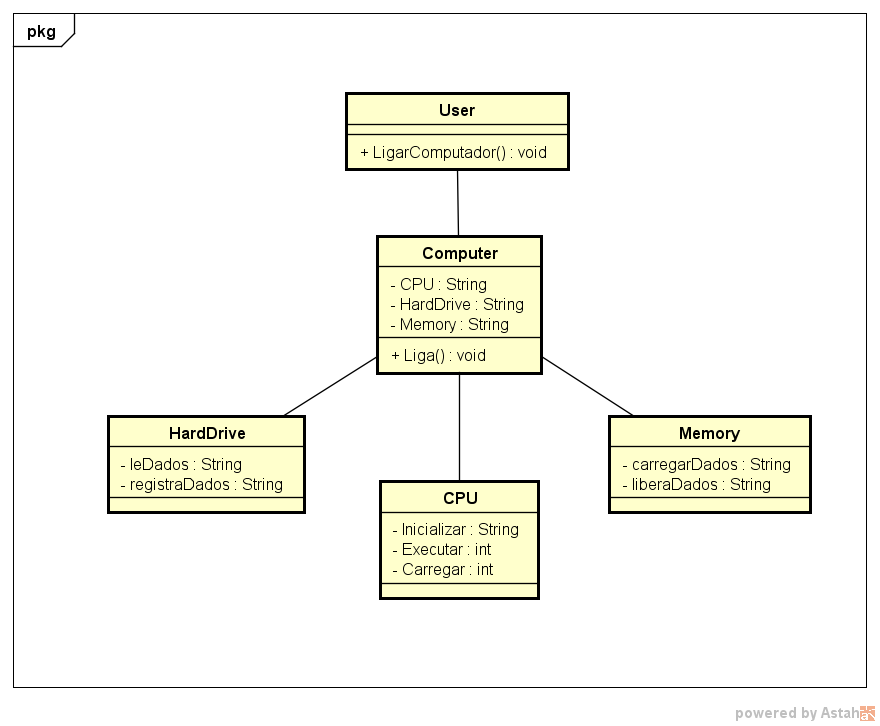 pkg
User
+ LigarComputador() : void
Computer
- CPU : String
- HardDrive : String
- Memory : String
+ Liga() : void
HardDrive
- leDados : String
- registraDados : String
Memory
- carregarDados : String
- liberaDados : String
CPU
- Inicializar : String
- Executar : int
- Carregar : int
powered by Astah